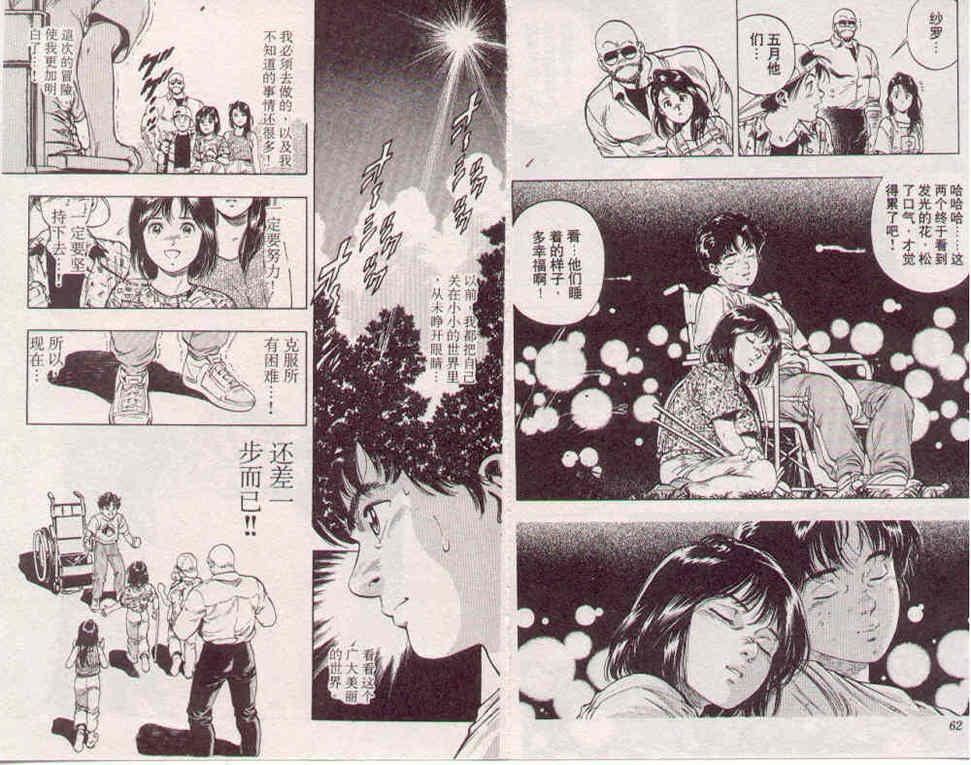 纱罗…
五月他
们…
哈哈哈……这
两个终于看到
发光的花，松
了口气，才觉
得累了吧！
看！他们睡
着的样子，
多幸福啊！
62
以前，我都把自己
关在小小的世界里
，从未睁开眼睛…
看看这个
广大美丽
的世界。
我必须去做的，以及我
不知道的事情还很多！
這次的冒險，
使我更加明
白了…！
一定要努力！
一定要坚
持下去…！
克服所
有困难…！
所以，
现在…
还差一
步而已!!